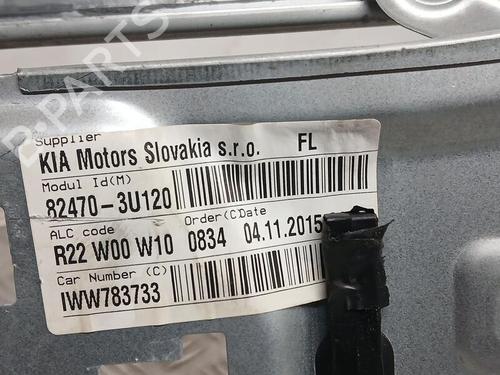 Supplier
KIA Motors Slovakia s.r.o. FL
Modul Id(M)
82470-3U120
ALC code Order(C Date
R22 W00 W10 0834 04.11.2015
Car Number (C)
IWW783733